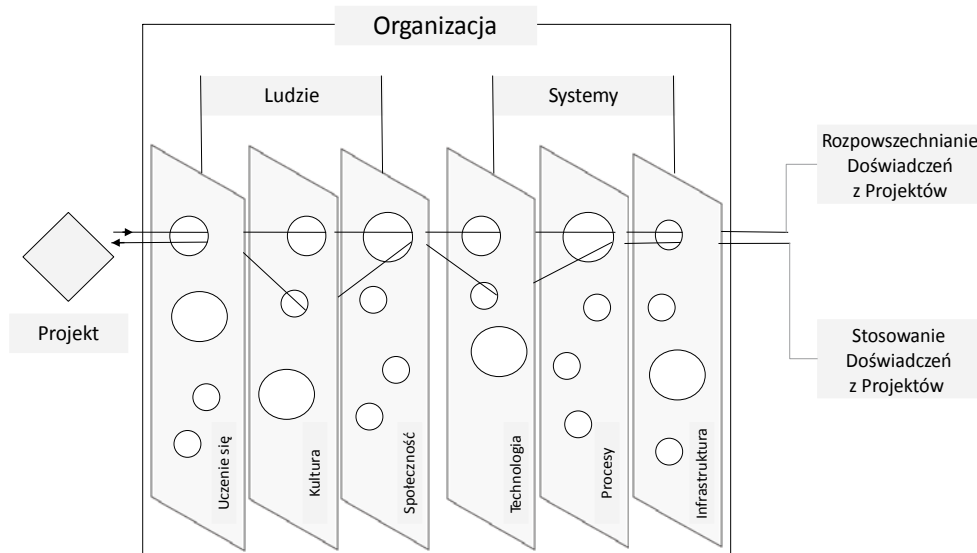 Organizacja
Ludzie
Systemy
Rozpowszechnianie
Doświadczeń
z Projektów
Projekt
Stosowanie
Doświadczeń
z Projektów
Uczenie się
Kultura
Społeczność
Technologia
Procesy
Infrastruktura